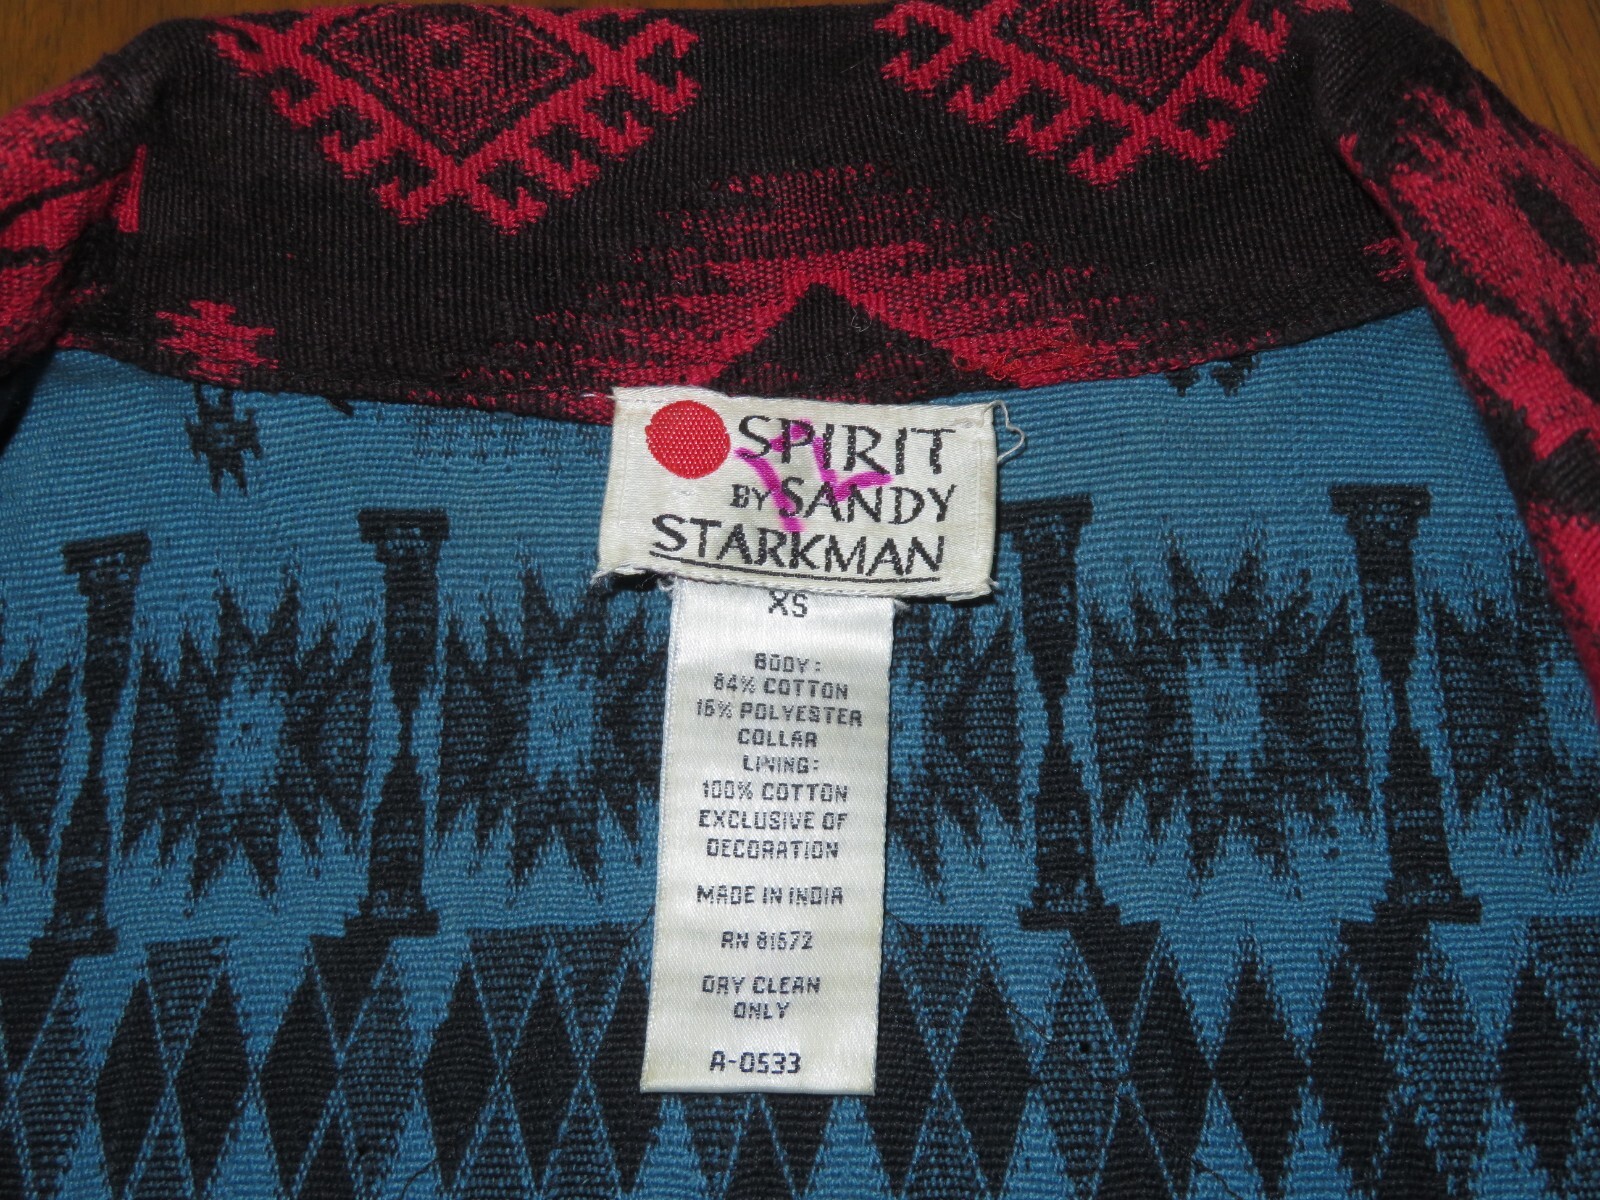 SPIRIT
BY SANDY
STARKMAN
XS
BODY:
84% COTTON
16% POLYESTER
COLLAR
LINING:
100% COTTON
EXCLUSIVE OF
DECORATION
MADE IN INDIA
RN 81572
DRY CLEAN
ONLY
A-0533